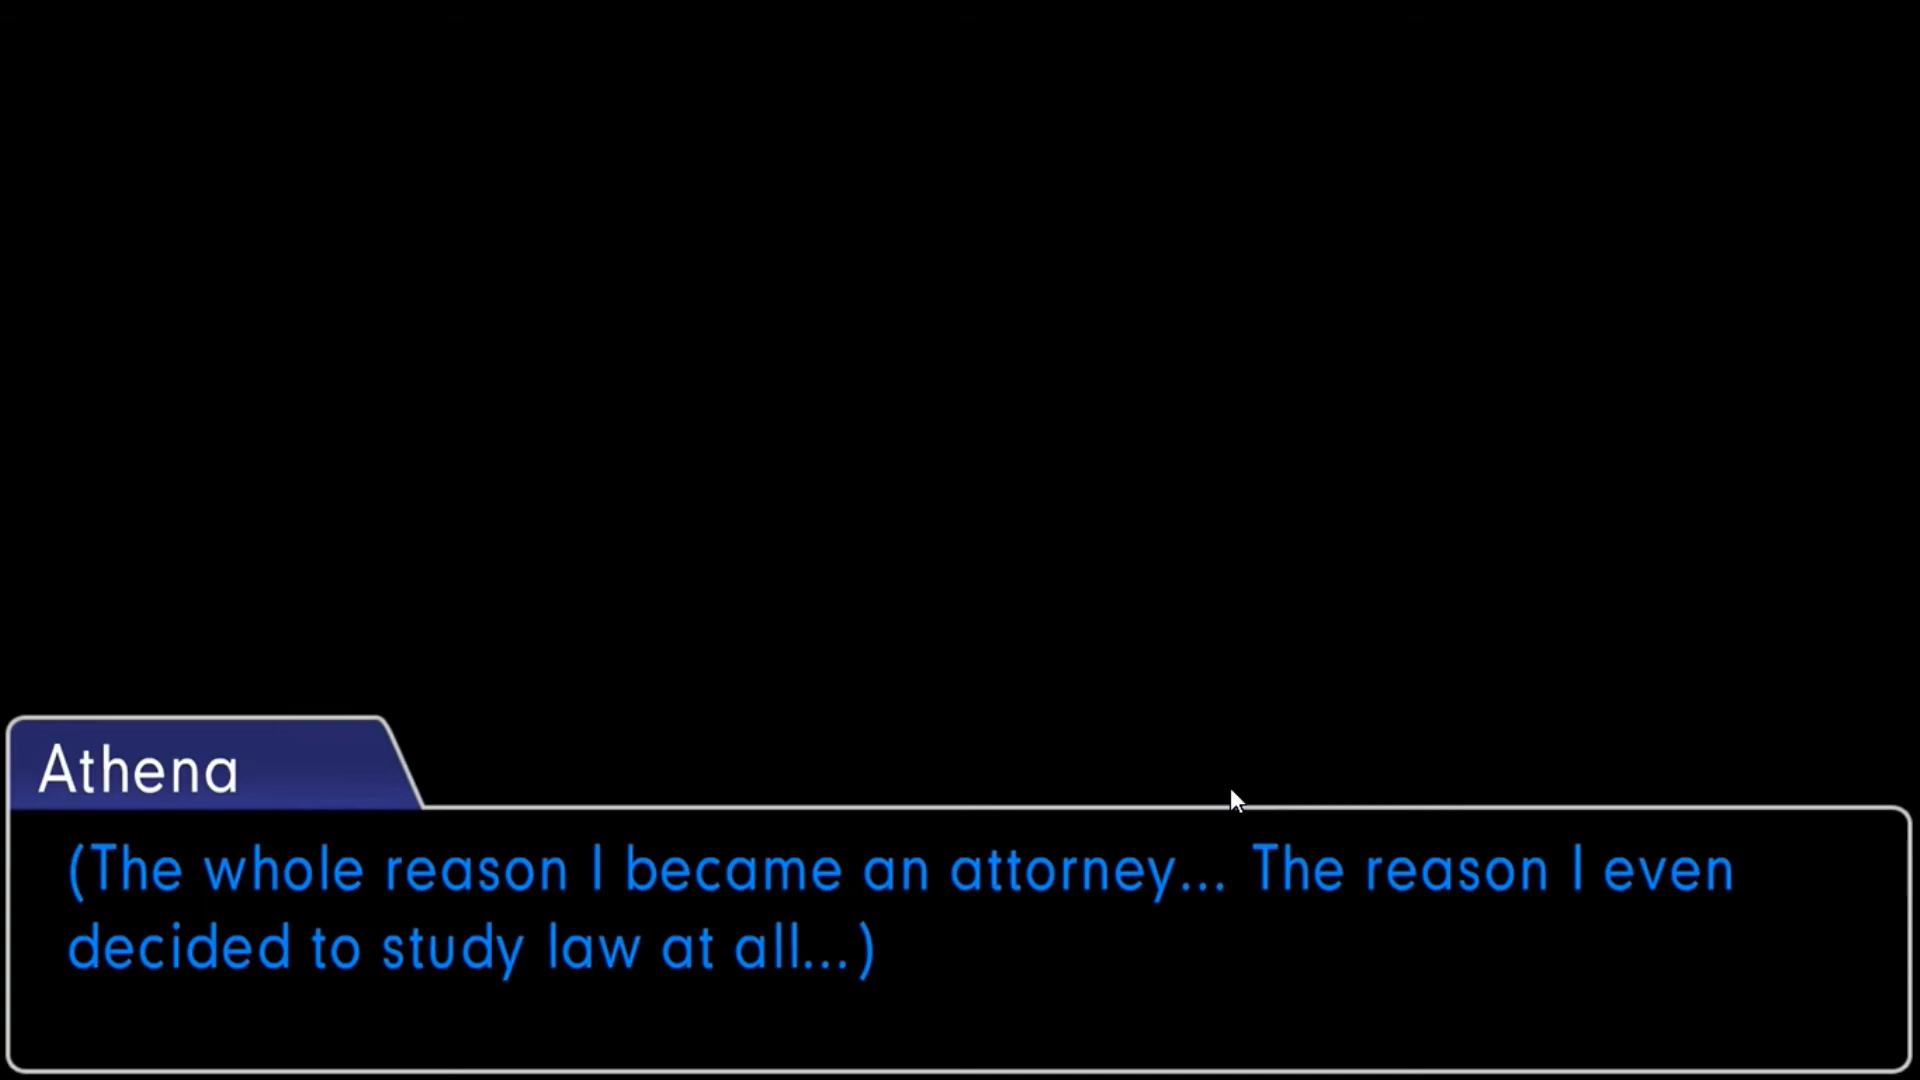 Athena
(The whole reason I became an attorney... The reason I even
decided to study law at all...)